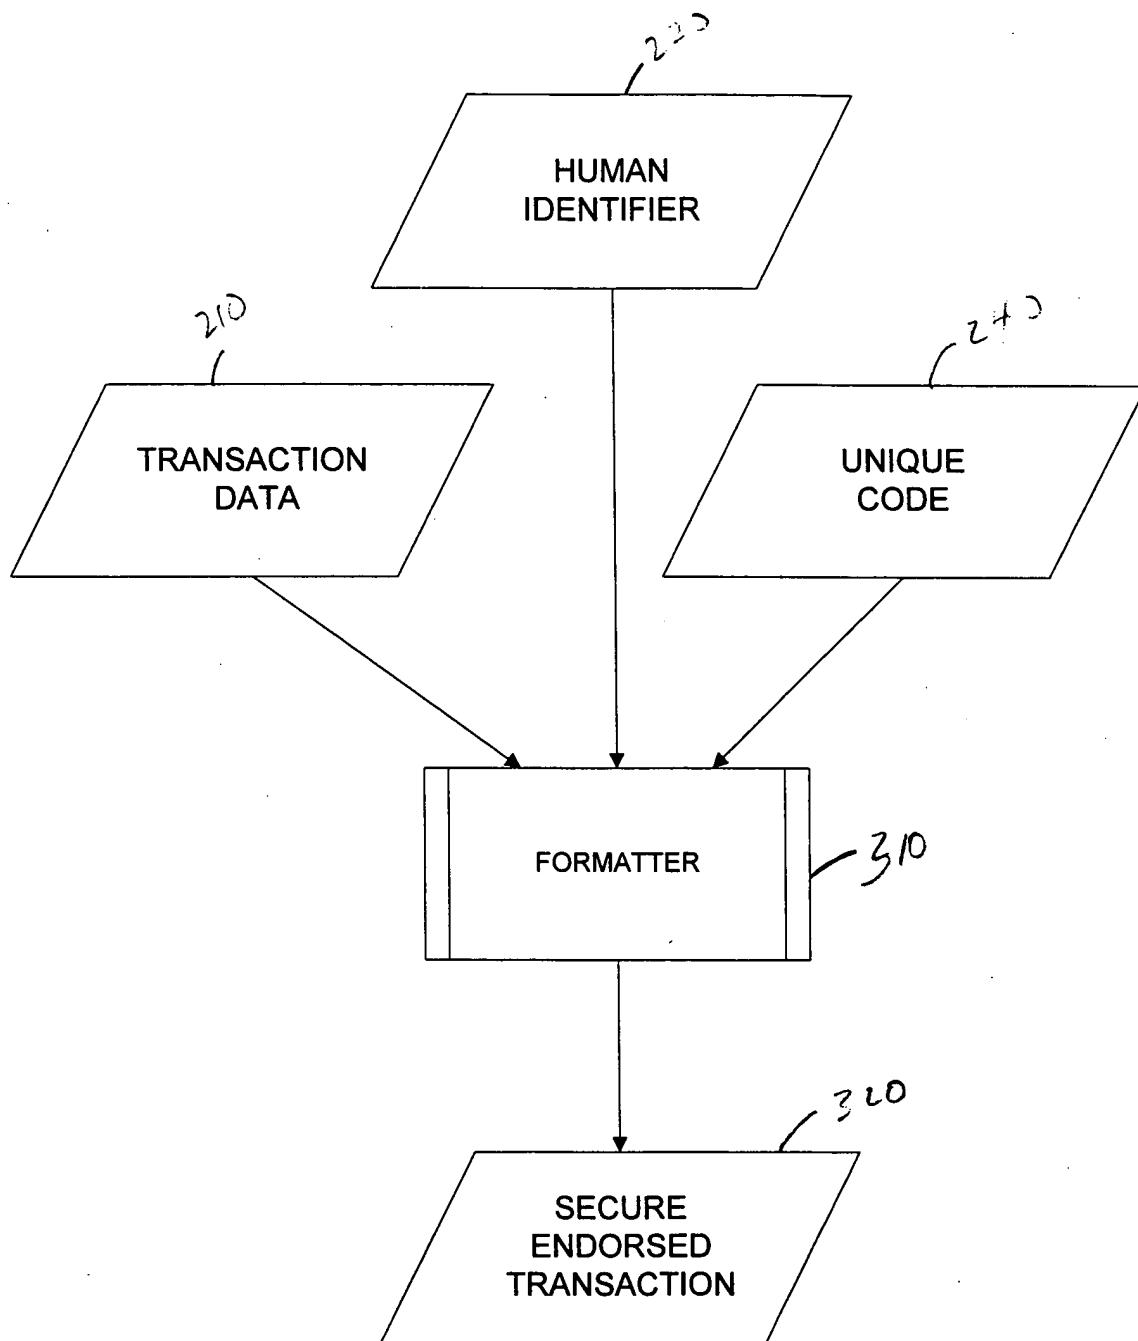 220
HUMAN
IDENTIFIER
210
240
TRANSACTION
DATA
UNIQUE
CODE
FORMATTER
310
320
SECURE
ENDORSED
TRANSACTION